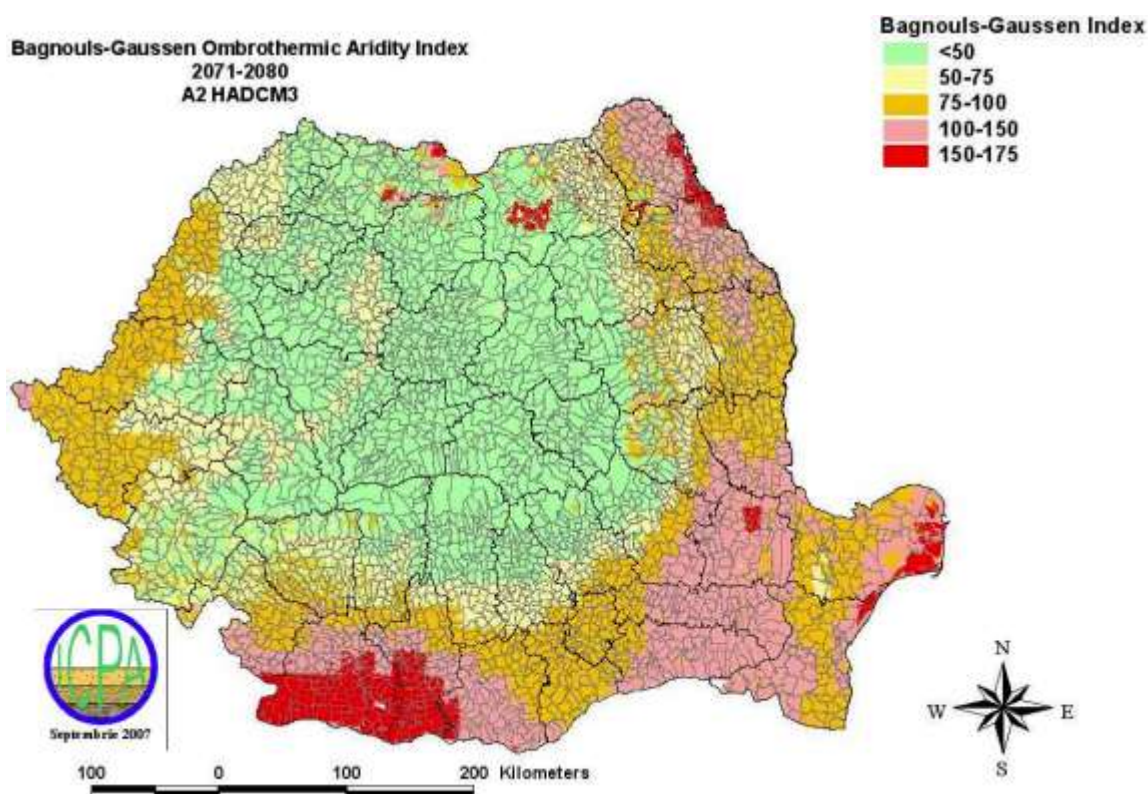 Bagnouls-Gaussen Ombrothermic Aridity Index
2071-2080
A2 HADCM3
Bagnouls-Gaussen Index
<50
50-75
75-100
100-150
150-175
ICPA
Septembrie 2007
N
W E
S
100 0 100 200 Kilometers